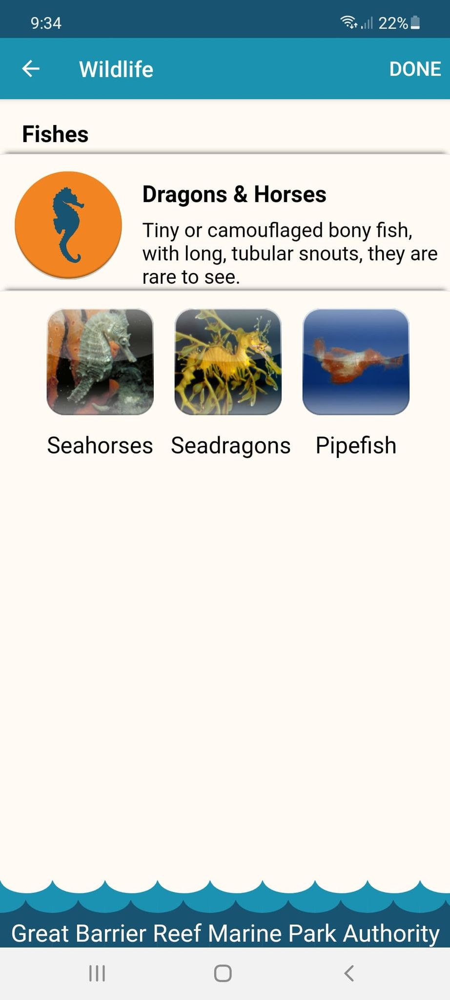 9:34
22%
Wildlife
DONE
Fishes
Dragons & Horses
Tiny or camouflaged bony fish,
with long, tubular snouts, they are
rare to see.
Seahorses Seadragons Pipefish
Great Barrier Reef Marine Park Authority